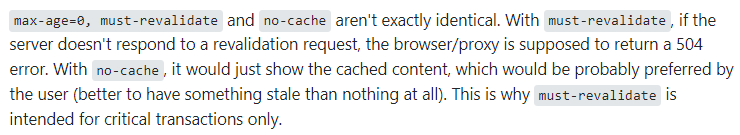 max-age=0, must-revalidate and no-cache aren't exactly identical. With must-revalidate, if the
server doesn't respond to a revalidation request, the browser/proxy is supposed to return a 504
error. With no-cache, it would just show the cached content, which would be probably preferred by
the user (better to have something stale than nothing at all). This is why must-revalidate is
intended for critical transactions only.